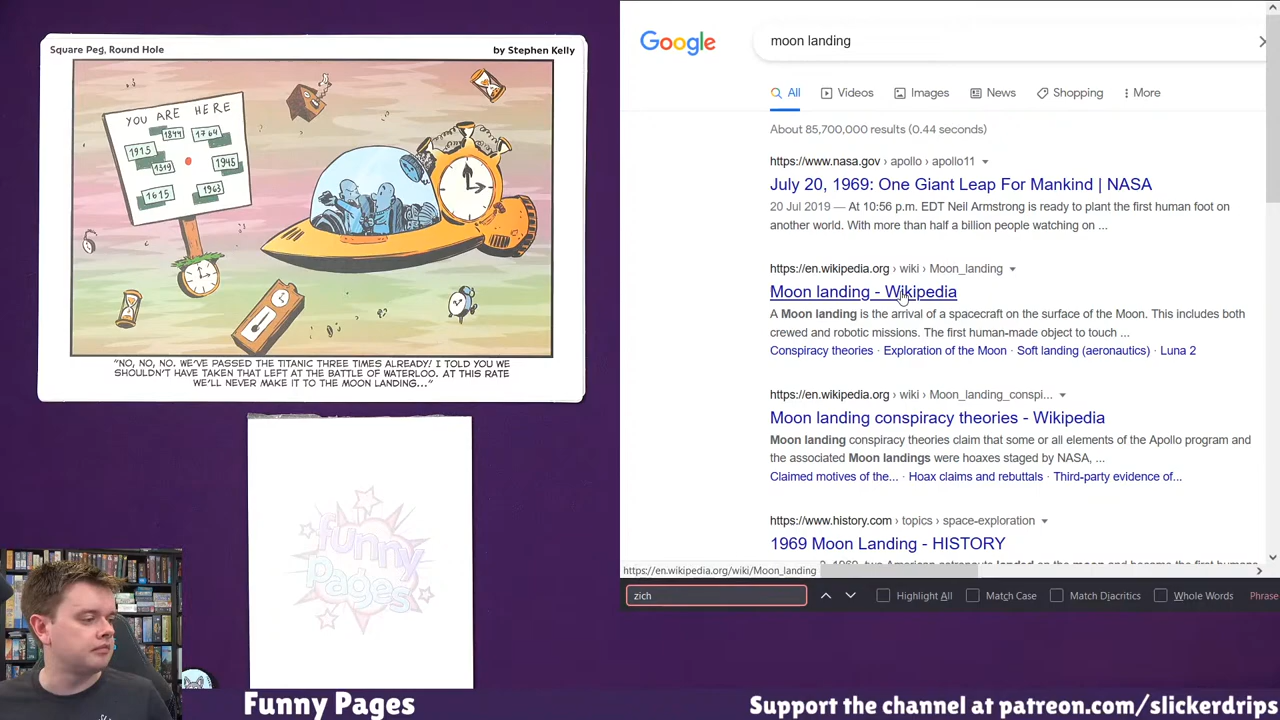 Square Peg, Round Hole
by Stephen Kelly
YOU ARE HERE
1844
1764
1915
1319
1945
1615
1963
"NO, NO, NO. WE'VE PASSED THE TITANIC THREE TIMES ALREADY! I TOLD YOU WE
SHOULDN'T HAVE TAKEN THAT LEFT AT THE BATTLE OF WATERLOO. AT THIS RATE
WE'LL NEVER MAKE IT TO THE MOON LANDING..."
funny
pages
Google
moon landing
All
Videos
Images
News
Shopping
More
About 85,700,000 results (0.44 seconds)
https://www.nasa.gov › apollo › apollo11
July 20, 1969: One Giant Leap For Mankind | NASA
20 Jul 2019 — At 10:56 p.m. EDT Neil Armstrong is ready to plant the first human foot on
another world. With more than half a billion people watching on ...
https://en.wikipedia.org › wiki › Moon_landing
Moon landing - Wikipedia
A Moon landing is the arrival of a spacecraft on the surface of the Moon. This includes both
crewed and robotic missions. The first human-made object to touch ...
Conspiracy theories · Exploration of the Moon · Soft landing (aeronautics) · Luna 2
https://en.wikipedia.org › wiki › Moon_landing_conspi...
Moon landing conspiracy theories - Wikipedia
Moon landing conspiracy theories claim that some or all elements of the Apollo program and
the associated Moon landings were hoaxes staged by NASA, ...
Claimed motives of the... · Hoax claims and rebuttals · Third-party evidence of...
https://www.history.com › topics › space-exploration
1969 Moon Landing - HISTORY
https://en.wikipedia.org/wiki/Moon_landing
zich
Highlight All
Match Case
Match Diacritics
Whole Words
Phrase
Funny Pages
Support the channel at patreon.com/slickerdrips